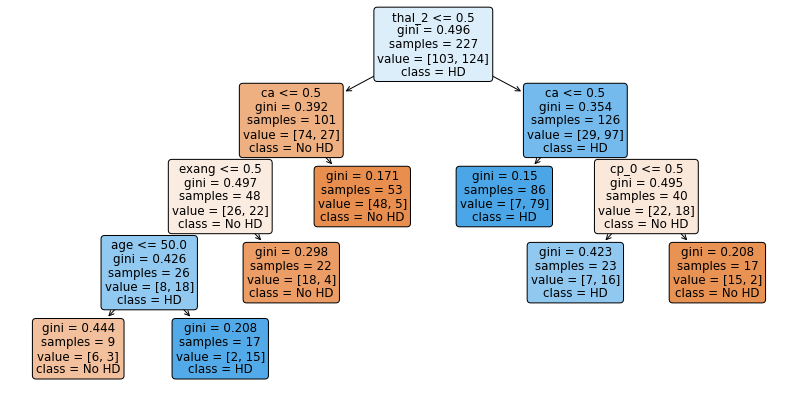 thal_2 <= 0.5
gini = 0.496
samples = 227
value = [103, 124]
class = HD
ca <= 0.5
gini = 0.392
samples = 101
value = [74, 27]
class = No HD
ca <= 0.5
gini = 0.354
samples = 126
value = [29, 97]
class = HD
exang <= 0.5
gini = 0.497
samples = 48
value = [26, 22]
class = No HD
gini = 0.171
samples = 53
value = [48, 5]
class = No HD
gini = 0.15
samples = 86
value = [7, 79]
class = HD
cp_0 <= 0.5
gini = 0.495
samples = 40
value = [22, 18]
class = No HD
age <= 50.0
gini = 0.426
samples = 26
value = [8, 18]
class = HD
gini = 0.298
samples = 22
value = [18, 4]
class = No HD
gini = 0.423
samples = 23
value = [7, 16]
class = HD
gini = 0.208
samples = 17
value = [15, 2]
class = No HD
gini = 0.444
samples = 9
value = [6, 3]
class = No HD
gini = 0.208
samples = 17
value = [2, 15]
class = HD